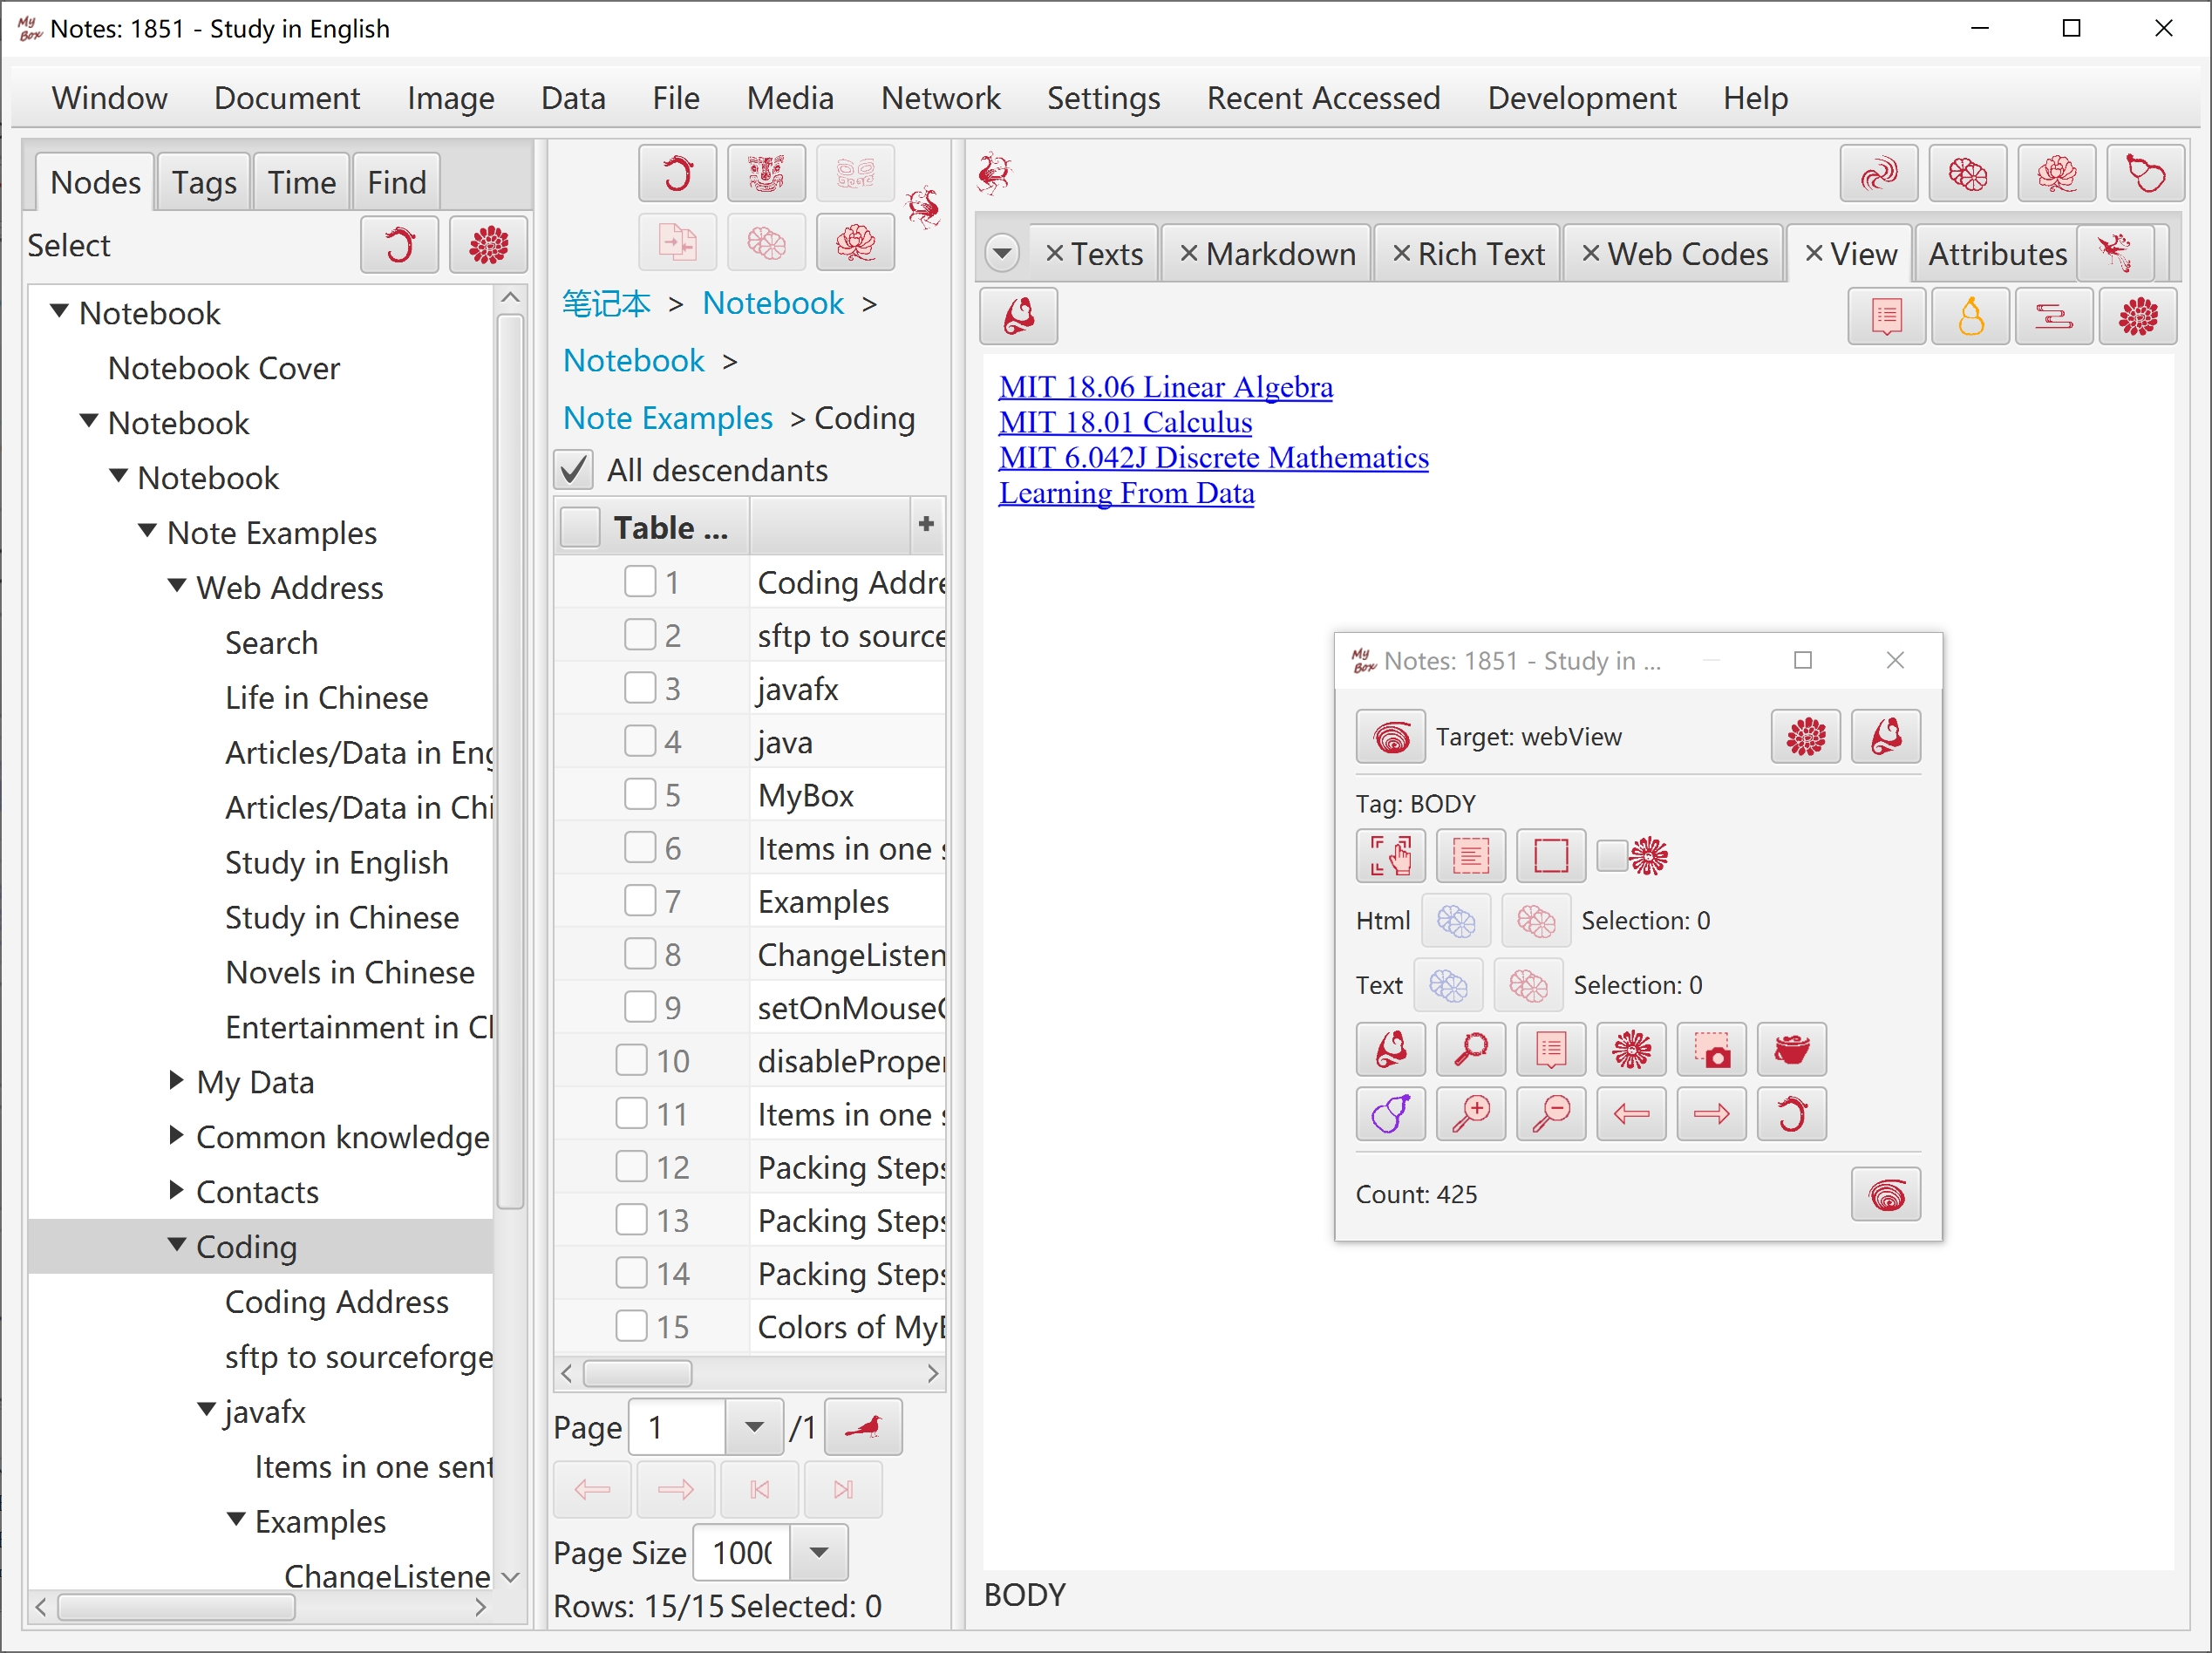 My Box Notes: 1851 - Study in English
Window Document Image Data File Media Network Settings Recent Accessed Development Help
Nodes Tags Time Find
Select
Notebook
Notebook Cover
Notebook
Notebook
Note Examples
Web Address
Search
Life in Chinese
Articles/Data in Eng
Articles/Data in Chi
Study in English
Study in Chinese
Novels in Chinese
Entertainment in
My Data
Common knowledge
Contacts
Coding
Coding Address
sftp to sourceforge
javafx
Items in one sent
Examples
ChangeListene
笔记本 > Notebook >
Notebook >
Note Examples > Coding
All descendants
Table ... +
1 Coding Addre
2 sftp to source
3 javafx
4 java
5 MyBox
6 Items in one
7 Examples
8 ChangeListen
9 setOnMouse
10 disableProper
11 Items in one
12 Packing Steps
13 Packing Steps
14 Packing Steps
15 Colors of My
Page 1 /1
Page Size 1000
Rows: 15/15 Selected: 0
Texts Markdown Rich Text Web Codes View Attributes
MIT 18.06 Linear Algebra
MIT 18.01 Calculus
MIT 6.042J Discrete Mathematics
Learning From Data
My Box Notes: 1851 - Study in ...
Target: webView
Tag: BODY
Html Selection: 0
Text Selection: 0
Count: 425
BODY